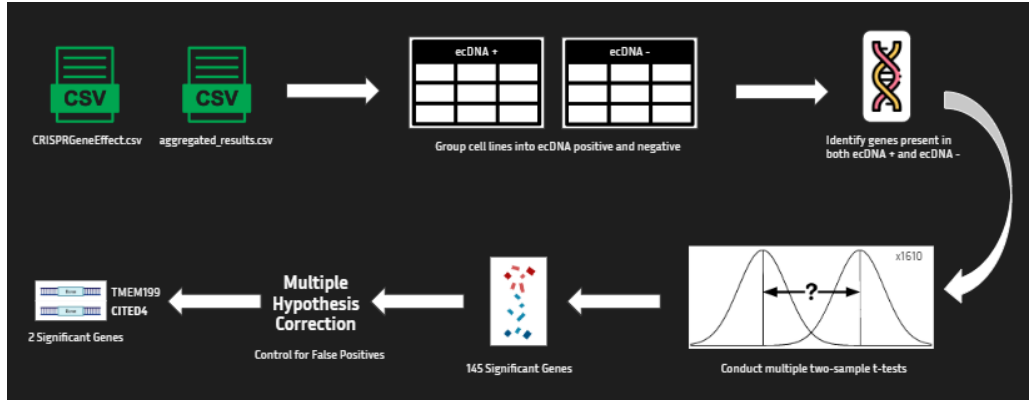 CSV
CSV
CRISPRGeneEffect.csv
aggregated_results.csv
ecDNA +
ecDNA -
Group cell lines into ecDNA positive and negative
Identify genes present in
both ecDNA + and ecDNA -
x1610
?
Conduct multiple two-sample t-tests
145 Significant Genes
Multiple
Hypothesis
Correction
Control for False Positives
TMEM199
CITED4
2 Significant Genes